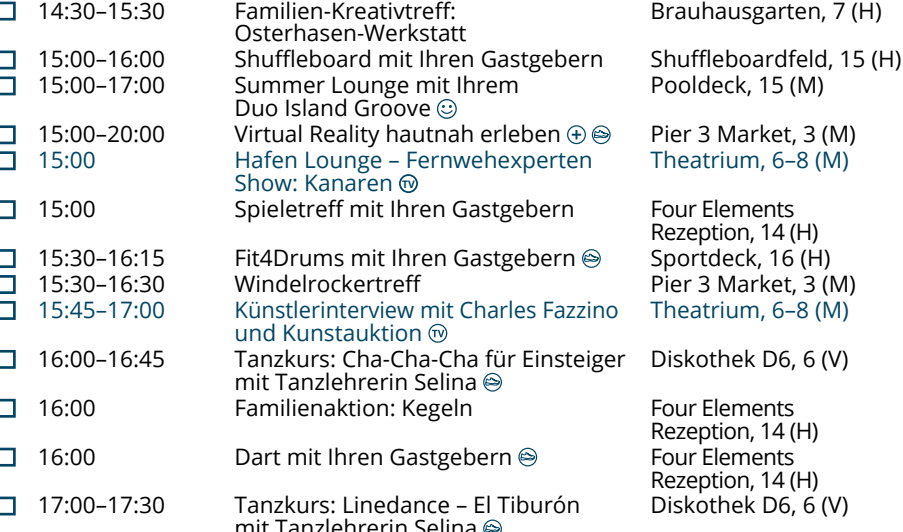 14:30–15:30 Familien-Kreativtreff: Brauhausgarten, 7 (H)
Osterhasen-Werkstatt
15:00–16:00 Shuffleboard mit Ihren Gastgebern Shuffleboardfeld, 15 (H)
15:00–17:00 Summer Lounge mit Ihrem Pooldeck, 15 (M)
Duo Island Groove
15:00–20:00 Virtual Reality hautnah erleben Pier 3 Market, 3 (M)
15:00 Hafen Lounge – Fernwehexperten Theatrium, 6–8 (M)
Show: Kanaren TV
15:00 Spieletreff mit Ihren Gastgebern Four Elements
Rezeption, 14 (H)
15:30–16:15 Fit4Drums mit Ihren Gastgebern Sportdeck, 16 (H)
15:30–16:30 Windelrockertreff Pier 3 Market, 3 (M)
15:45–17:00 Künstlerinterview mit Charles Fazzino Theatrium, 6–8 (M)
und Kunstauktion TV
16:00–16:45 Tanzkurs: Cha-Cha-Cha für Einsteiger Diskothek D6, 6 (V)
mit Tanzlehrerin Selina
16:00 Familienaktion: Kegeln Four Elements
Rezeption, 14 (H)
16:00 Dart mit Ihren Gastgebern Four Elements
Rezeption, 14 (H)
17:00–17:30 Tanzkurs: Linedance – El Tiburón Diskothek D6, 6 (V)
mit Tanzlehrerin Selina